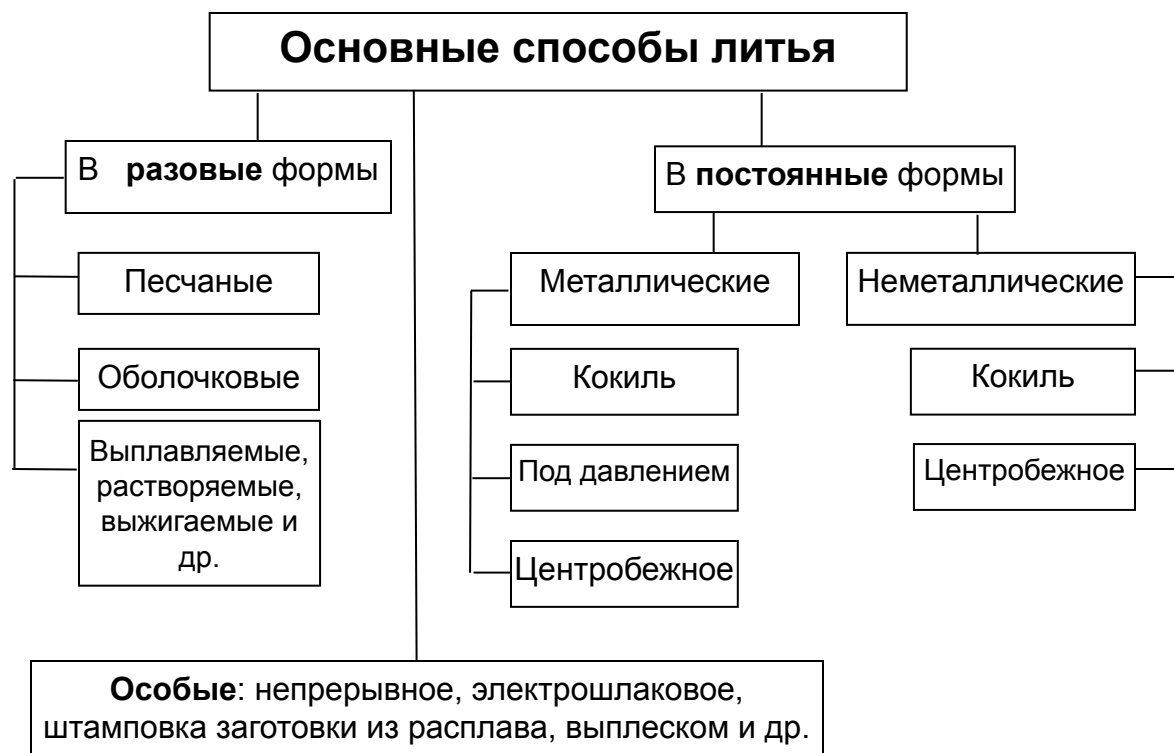 Основные способы литья
В разовые формы
Песчаные
Оболочковые
Выплавляемые,
растворяемые,
выжигаемые и
др.
В постоянные формы
Металлические
Кокиль
Под давлением
Центробежное
Неметаллические
Кокиль
Центробежное
Особые: непрерывное, электрошлаковое,
штамповка заготовки из расплава, выплеском и др.